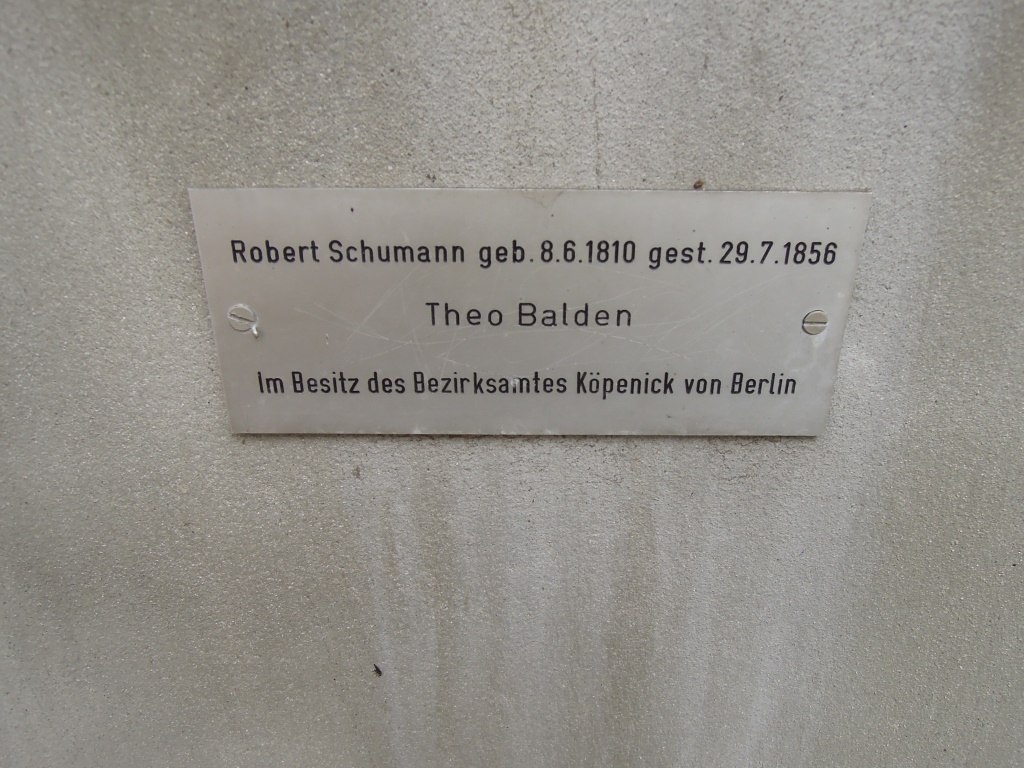 Robert Schumann geb. 8.6.1810 gest. 29.7.1856
Theo Balden
Im Besitz des Bezirksamtes Köpenick von Berlin